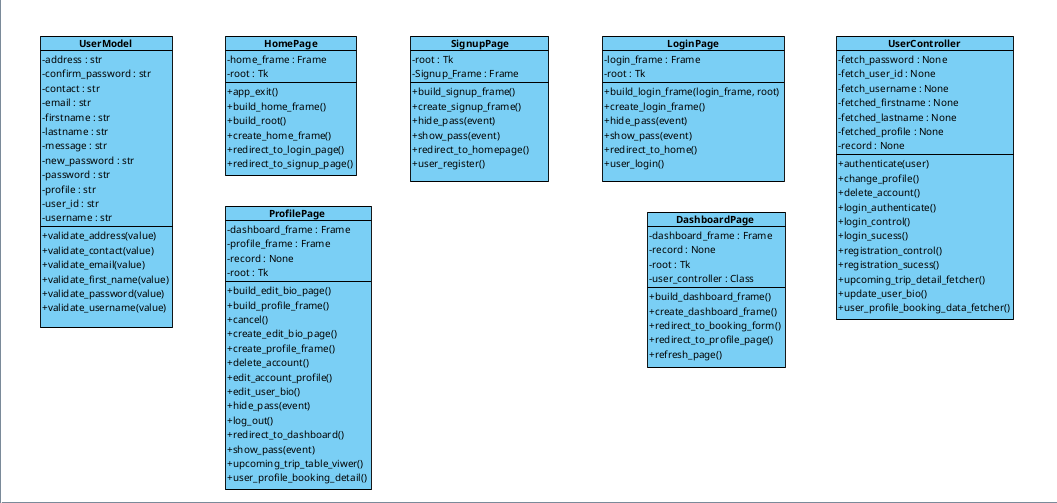 UserModel
-address : str
-confirm_password : str
-contact : str
-email : str
-firstname : str
-lastname : str
-message : str
-new_password : str
-password : str
-profile : str
-user_id : str
-username : str
+validate_address(value)
+validate_contact(value)
+validate_email(value)
+validate_first_name(value)
+validate_password(value)
+validate_username(value)
HomePage
-home_frame : Frame
-root : Tk
+app_exit()
+build_home_frame()
+build_root()
+create_home_frame()
+redirect_to_login_page()
+redirect_to_signup_page()
SignupPage
-root : Tk
-Signup_Frame : Frame
+build_signup_frame()
+create_signup_frame()
+hide_pass(event)
+show_pass(event)
+redirect_to_homepage()
+user_register()
LoginPage
-login_frame : Frame
-root : Tk
+build_login_frame(login_frame, root)
+create_login_frame()
+hide_pass(event)
+show_pass(event)
+redirect_to_home()
+user_login()
UserController
-fetch_password : None
-fetch_user_id : None
-fetch_username : None
-fetched_firstname : None
-fetched_lastname : None
-fetched_profile : None
-record : None
+authenticate(user)
+change_profile()
+delete_account()
+login_authenticate()
+login_control()
+login_sucess()
+registration_control()
+registration_sucess()
+upcoming_trip_detail_fetcher()
+update_user_bio()
+user_profile_booking_data_fetcher()
ProfilePage
-dashboard_frame : Frame
-profile_frame : Frame
-record : None
-root : Tk
+build_edit_bio_page()
+build_profile_frame()
+cancel()
+create_edit_bio_page()
+create_profile_frame()
+delete_account()
+edit_account_profile()
+edit_user_bio()
+hide_pass(event)
+log_out()
+redirect_to_dashboard()
+show_pass(event)
+upcoming_trip_table_viwer()
+user_profile_booking_detail()
DashboardPage
-dashboard_frame : Frame
-record : None
-root : Tk
-user_controller : Class
+build_dashboard_frame()
+create_dashboard_frame()
+redirect_to_booking_form()
+redirect_to_profile_page()
+refresh_page()